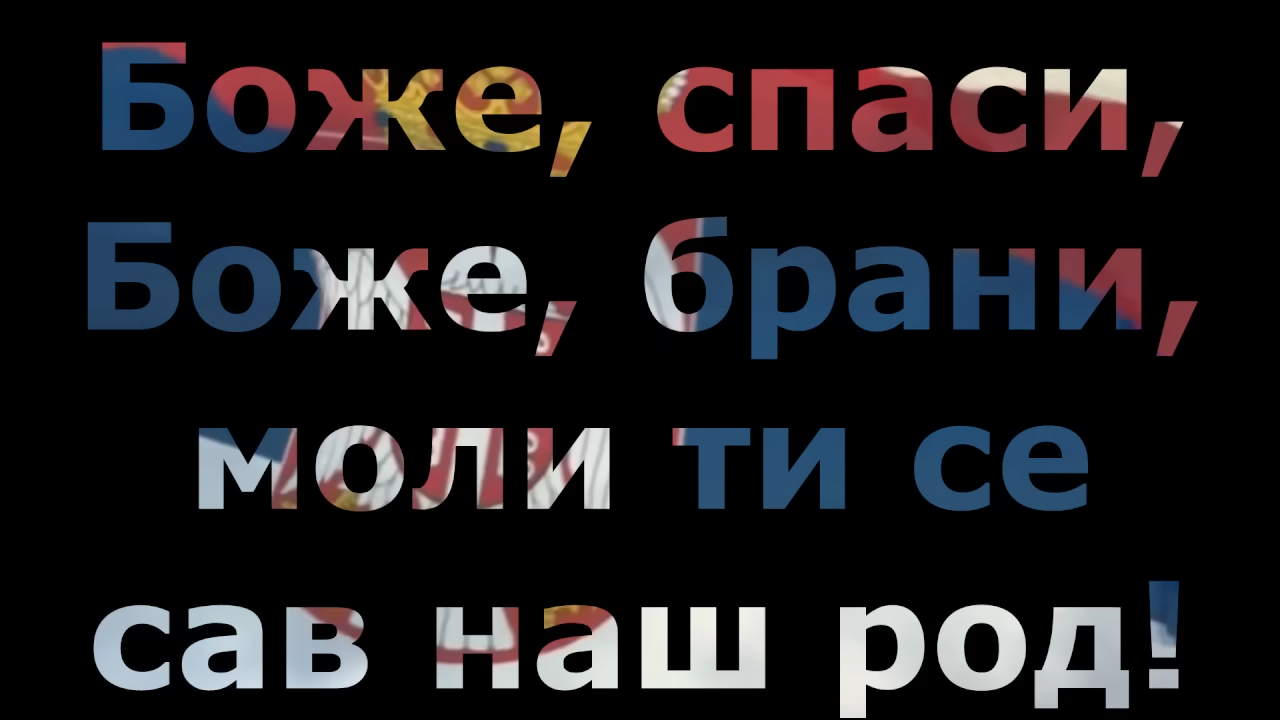 Боже, спаси,
Боже, брани,
моли ти се
сав наш род!